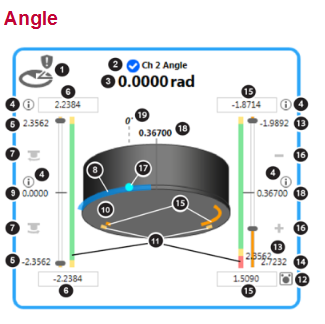 Angle
1
2 Ch 2 Angle
3 0.0000 rad
6 15
4 i 2.2384 19 0' 18 -1.8714 i 4
5 2.3562 0.36700 -1.9892 13
7 8 17 16
4 4 i
9 0.0000 10 15 0.36700 18
7 11 16
13
5 -2.3562 2.3562
2.7232 14
-2.2384 1.5090 12
6 15